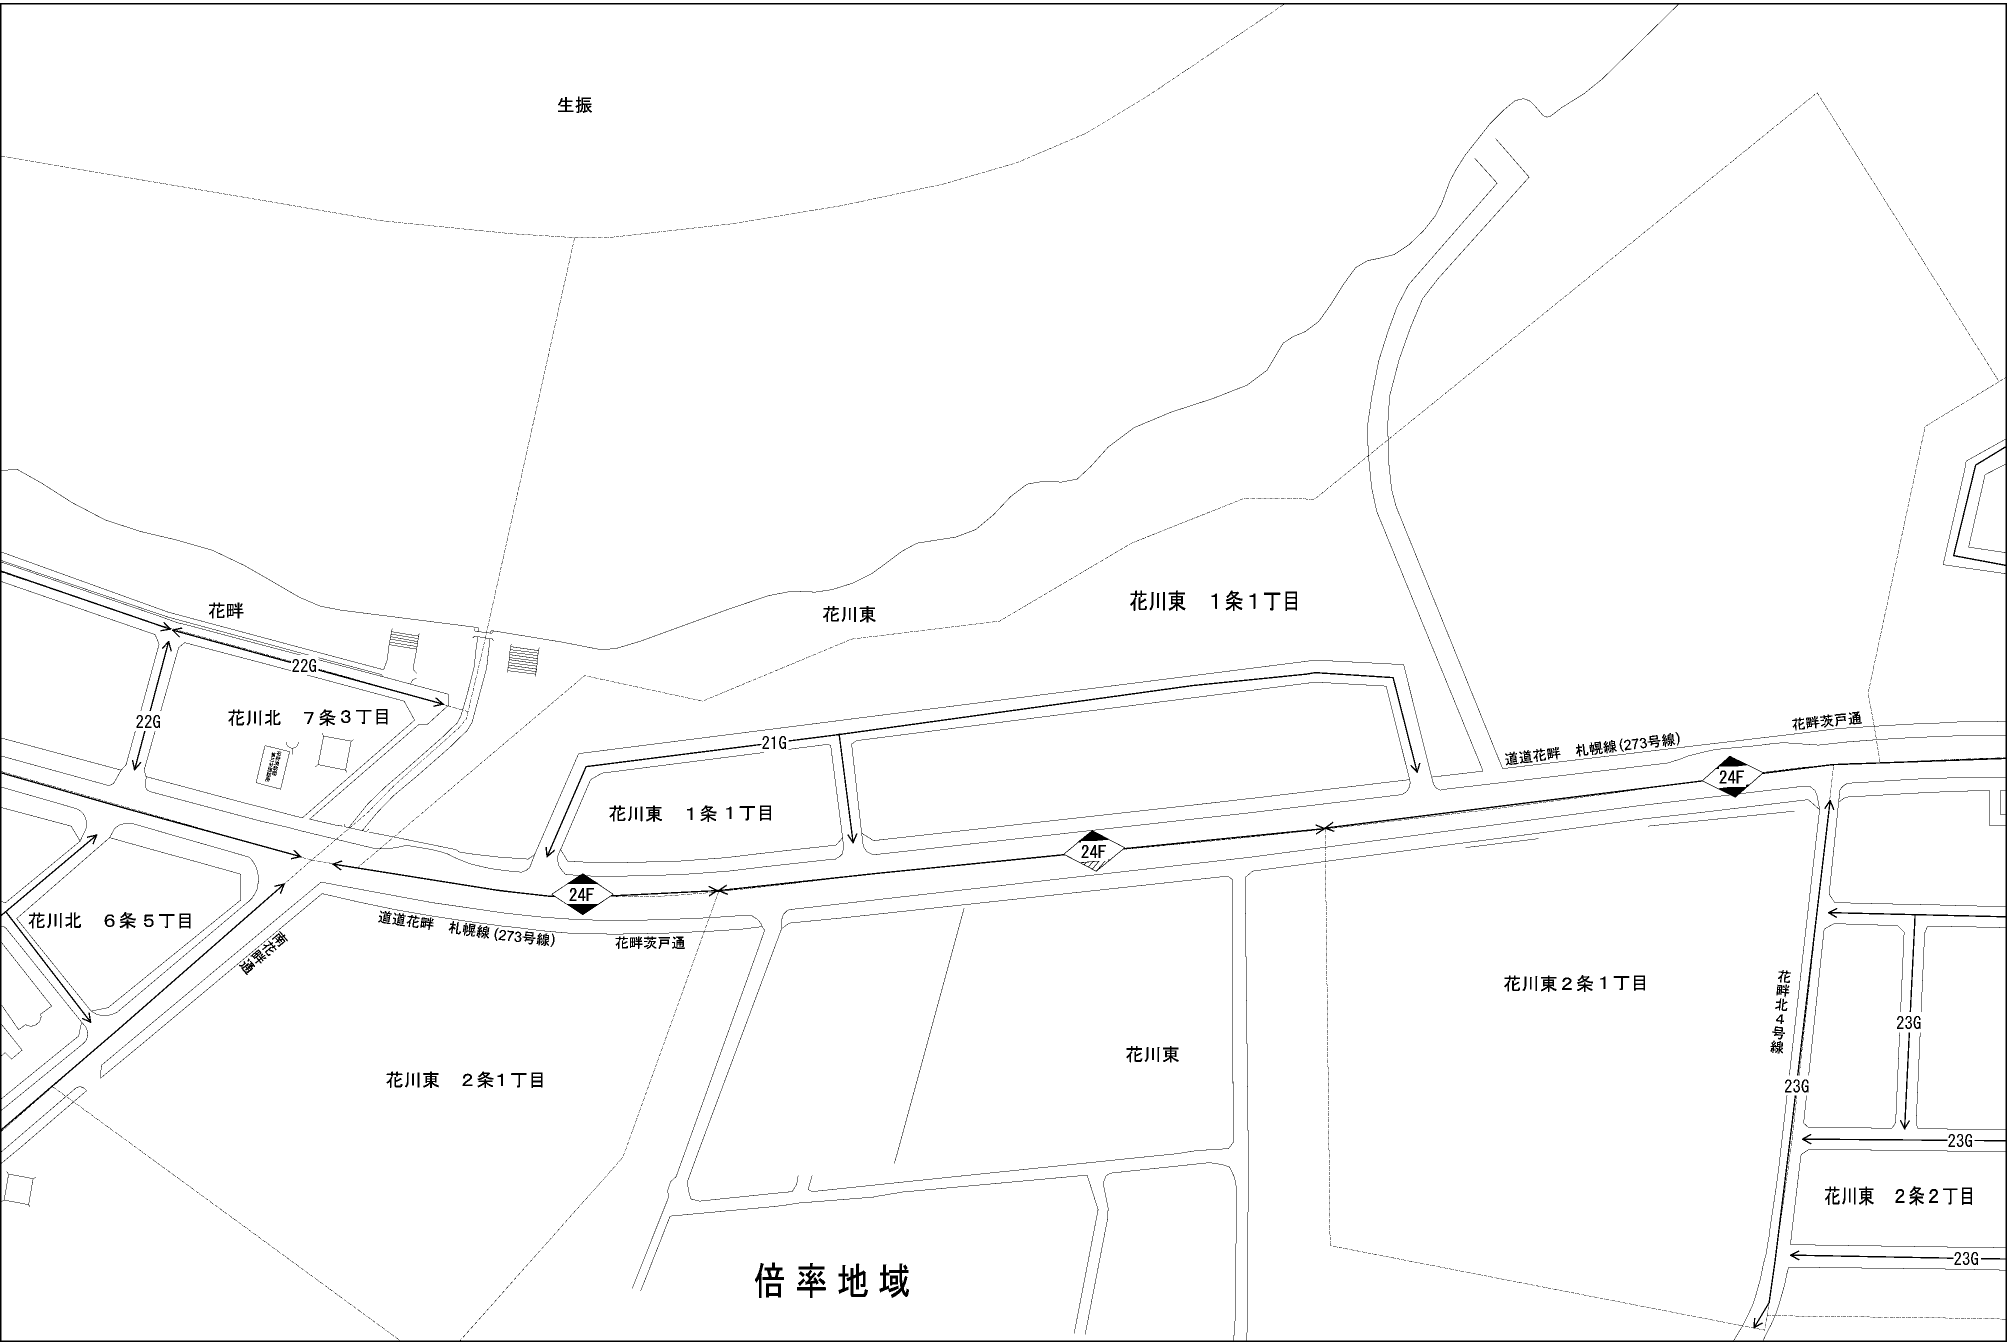 生振
花川東　１条１丁目
花畔
花川東
22G
花川北　７条３丁目
22G
花畔茨戸通
道道花畔　札幌線(273号線)
21G
24F
花川東　１条１丁目
24F
24F
花川北　６条５丁目
道道花畔　札幌線(273号線)
花畔茨戸通
南花畔通
花川東２条１丁目
花畔北４号線
23G
花川東
花川東　２条１丁目
23G
23G
花川東　２条２丁目
23G
倍率地域